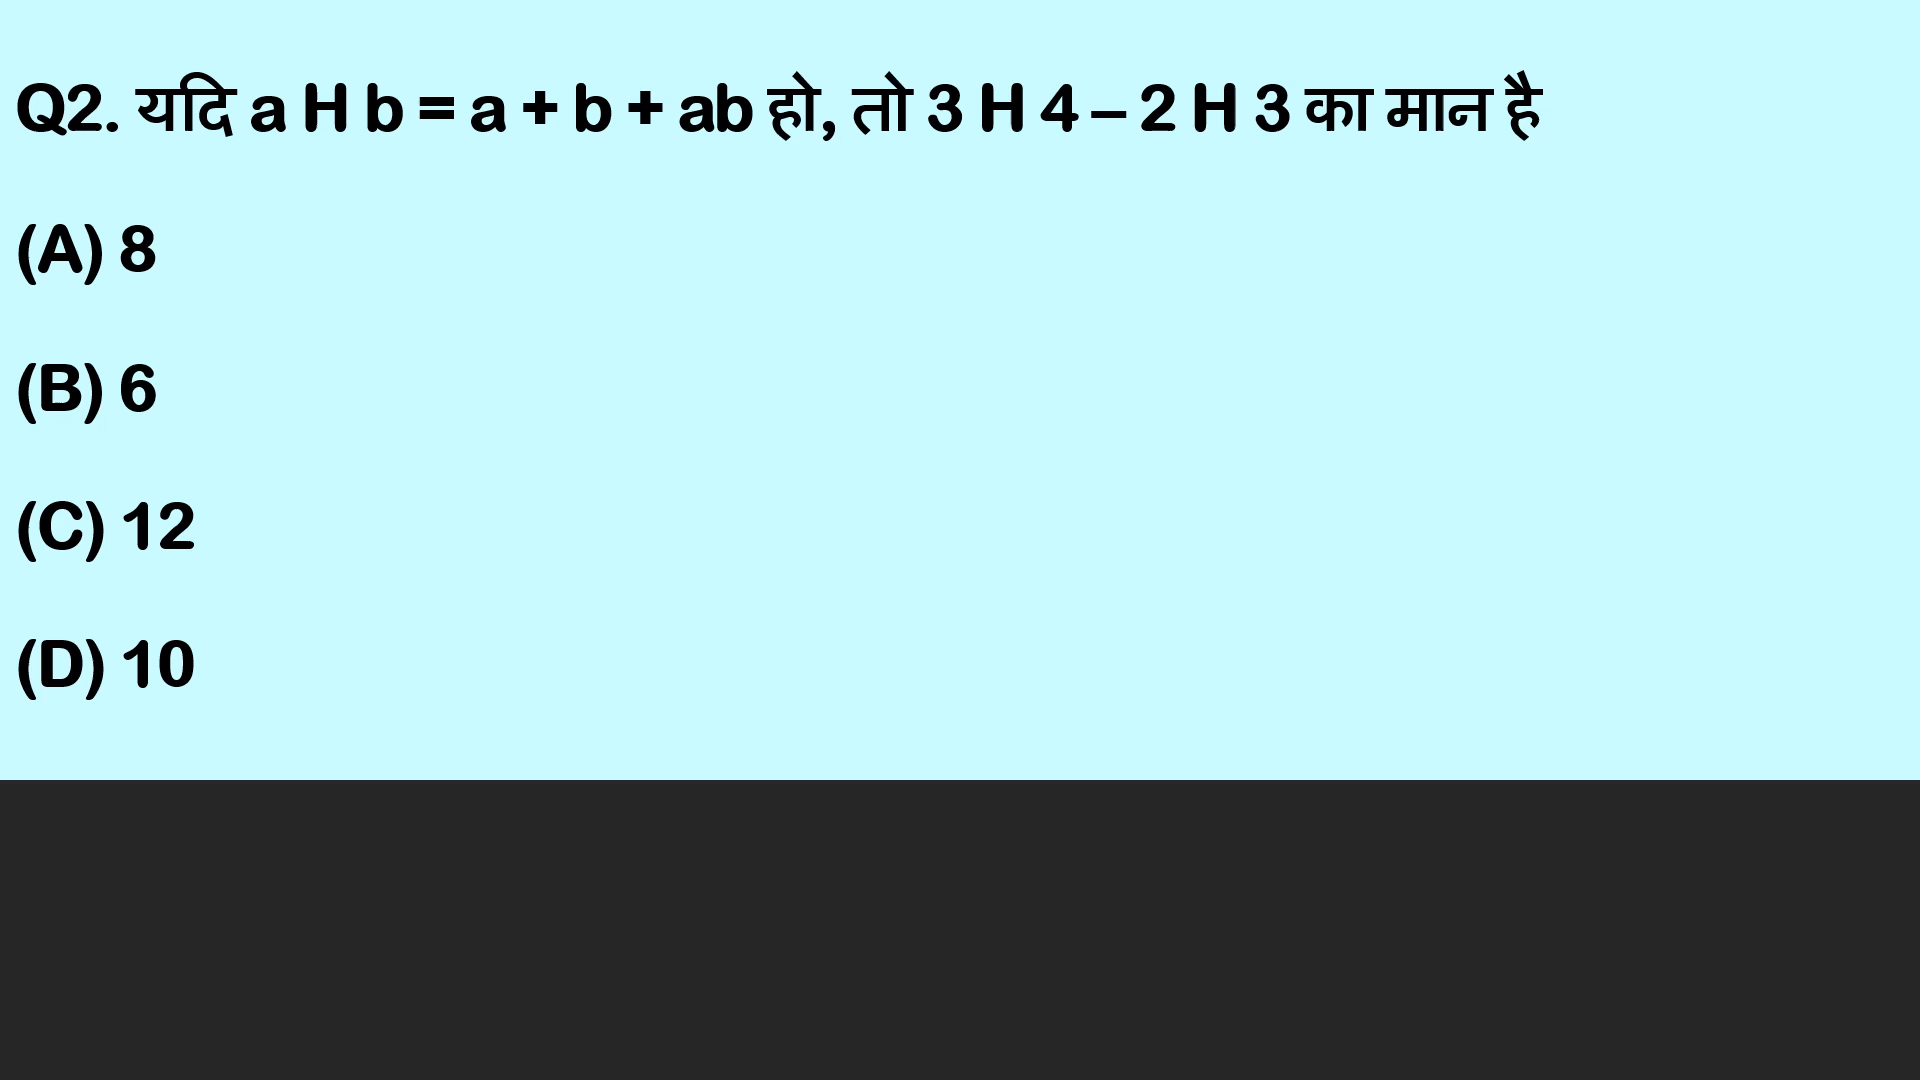 Q2. यदि a H b = a + b + ab हो, तो 3 H 4 – 2 H 3 का मान है
(A) 8
(B) 6
(C) 12
(D) 10